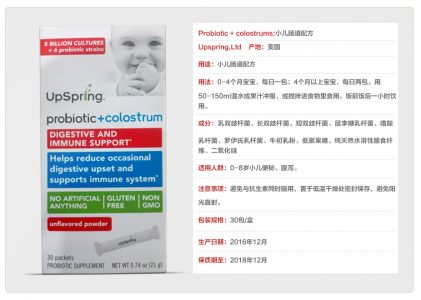 5 BILLION CULTURES
+ 6 probiotic strains
UpSpring.
probiotic+colostrum
DIGESTIVE AND
IMMUNE SUPPORT
Helps reduce occasional
digestive upset and
supports immune system
NO ARTIFICIAL
ANYTHING
GLUTEN
FREE
NON
GMO
unflavored powder
UpSpring
30 packets
PROBIOTIC SUPPLEMENT
NET WT 0.74 oz (21 g)
Probiotic + colostrums:小儿肠道配方
Upspring,Ltd 产地：美国
用途：小儿肠道配方
用法：0-4个月宝宝，每日一包；4个月以上宝宝，每日两包。用
50-150ml温水或果汁冲服，或搅拌进食物里食用。饭前饭后一小时饮
用。
成分：乳双歧杆菌、长双歧杆菌、短双歧杆菌、鼠李糖乳杆菌、嗜酸
乳杆菌、罗伊氏乳杆菌、牛初乳粉、低聚果糖、纯天然水溶性膳食纤
维、二氧化硅
适用人群：0-8岁小儿便秘、腹泻。
注意事项：避免与抗生素同时服用，置于低温干燥处密封保存，避免阳
光直射。
包装规格：30包/盒
生产日期：2016年12月
保质期至：2018年12月